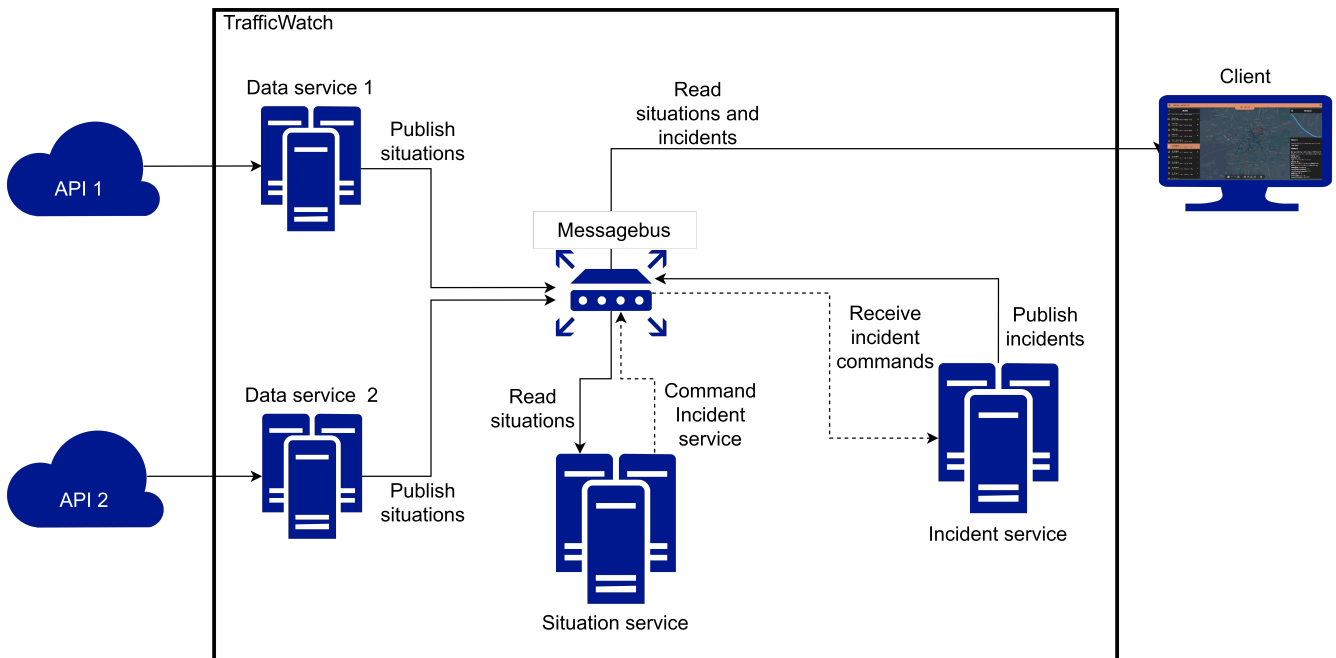 TrafficWatch
Client
Data service 1
Read
situations and
incidents
Publish
situations
API 1
Messagebus
Receive
incident
commands
Publish
incidents
Data service  2
Read
situations
Command
Incident
service
API 2
Publish
situations
Incident service
Situation service